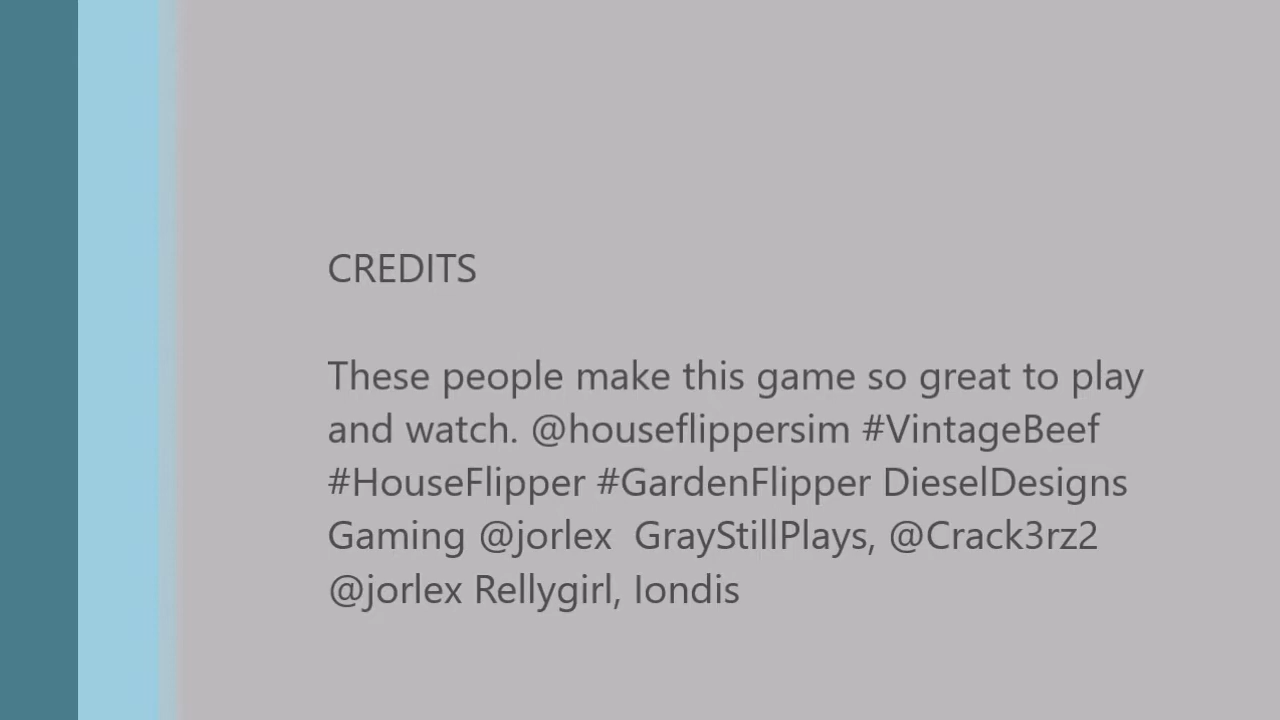 CREDITS
These people make this game so great to play
and watch. @houseflippersim #VintageBeef
#HouseFlipper #GardenFlipper DieselDesigns
Gaming @jorlex  GrayStillPlays, @Crack3rz2
@jorlex Rellygirl, Iondis